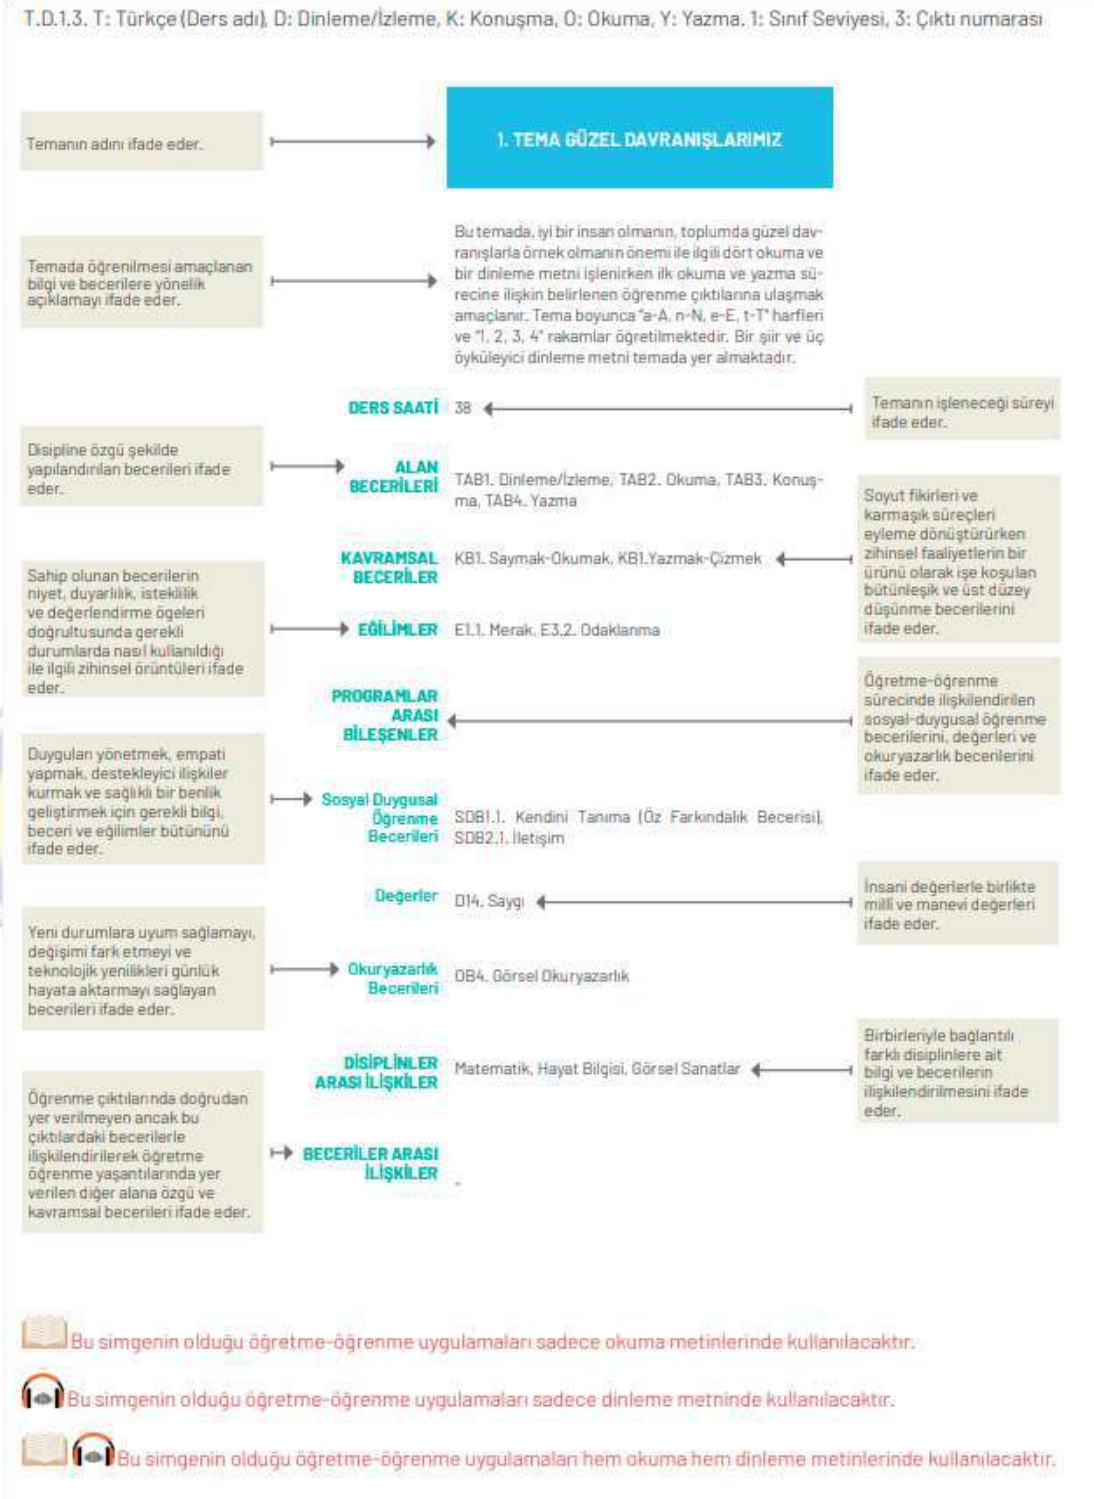 T.D.1.3. T: Türkçe (Ders adı), D: Dinleme/İzleme, K: Konuşma, O: Okuma, Y: Yazma. 1: Sınıf Seviyesi, 3: Çıktı numarası
Temanın adını ifade eder.
1. TEMA GÜZEL DAVRANIŞLARIMIZ
Temada öğrenilmesi amaçlanan
bilgi ve becerilere yönelik
açıklamayı ifade eder.
Bu temada, iyi bir insan olmanın, toplumda güzel dav-
ranışlarla örnek olmanın önemi ile ilgili dört okuma ve
bir dinleme metni işlenirken ilk okuma ve yazma sü-
recine ilişkin belirlenen öğrenme çıktılarına ulaşmak
amaçlanır. Tema boyunca "a-A, n-N, e-E, t-T" harfleri
ve "1, 2, 3, 4" rakamlar öğretilmektedir. Bir şiir ve üç
öyküleyici dinleme metni temada yer almaktadır.
DERS SAATİ 38
Temanın işleneceği süreyi
ifade eder.
Disipline özgü şekilde
yapılandırılan becerileri ifade
eder.
ALAN
BECERİLERİ
TAB1. Dinleme/İzleme, TAB2. Okuma, TAB3. Konuş-
ma, TAB4. Yazma
Soyut fikirleri ve
karmaşık süreçleri
eyleme dönüştürürken
zihinsel faaliyetlerin bir
ürünü olarak işe koşulan
bütünleşik ve üst düzey
düşünme becerilerini
ifade eder.
KAVRAMSAL
BECERİLER
KB1. Saymak-Okumak, KB1.Yazmak-Çizmek
Sahip olunan becerilerin
niyet, duyarlılık, isteklilik
ve değerlendirme ögeleri
doğrultusunda gerekli
durumlarda nasıl kullanıldığı
ile ilgili zihinsel örüntüleri ifade
eder.
EĞİLİMLER E1.1. Merak, E3.2. Odaklanma
PROGRAMLAR
ARASI
BİLEŞENLER
Öğretme-öğrenme
sürecinde ilişkilendirilen
sosyal-duygusal öğrenme
becerilerini, değerleri ve
okuryazarlık becerilerini
ifade eder.
Duyguları yönetmek, empati
yapmak, destekleyici ilişkiler
kurmak ve sağlıklı bir benlik
geliştirmek için gerekli bilgi,
beceri ve eğilimler bütününü
ifade eder.
Sosyal Duygusal
Öğrenme
Becerileri
SDB1.1. Kendini Tanıma (Öz Farkındalık Becerisi),
SDB2.1. İletişim
Değerler D14. Saygı
İnsani değerlerle birlikte
millî ve manevi değerleri
ifade eder.
Yeni durumlara uyum sağlamayı,
değişimi fark etmeyi ve
teknolojik yenilikleri günlük
hayata aktarmayı sağlayan
becerileri ifade eder.
Okuryazarlık
Becerileri
OB4. Görsel Okuryazarlık
DİSİPLİNLER
ARASI İLİŞKİLER
Matematik, Hayat Bilgisi, Görsel Sanatlar
Birbirleriyle bağlantılı
farklı disiplinlere ait
bilgi ve becerilerin
ilişkilendirilmesini ifade
eder.
Öğrenme çıktılarında doğrudan
yer verilmeyen ancak bu
çıktılardaki becerilerle
ilişkilendirilerek öğretme
öğrenme yaşantılarında yer
verilen diğer alana özgü ve
kavramsal becerileri ifade eder.
BECERİLER ARASI
İLİŞKİLER
-
Bu simgenin olduğu öğretme-öğrenme uygulamaları sadece okuma metinlerinde kullanılacaktır.
Bu simgenin olduğu öğretme-öğrenme uygulamaları sadece dinleme metninde kullanılacaktır.
Bu simgenin olduğu öğretme-öğrenme uygulamaları hem okuma hem dinleme metinlerinde kullanılacaktır.